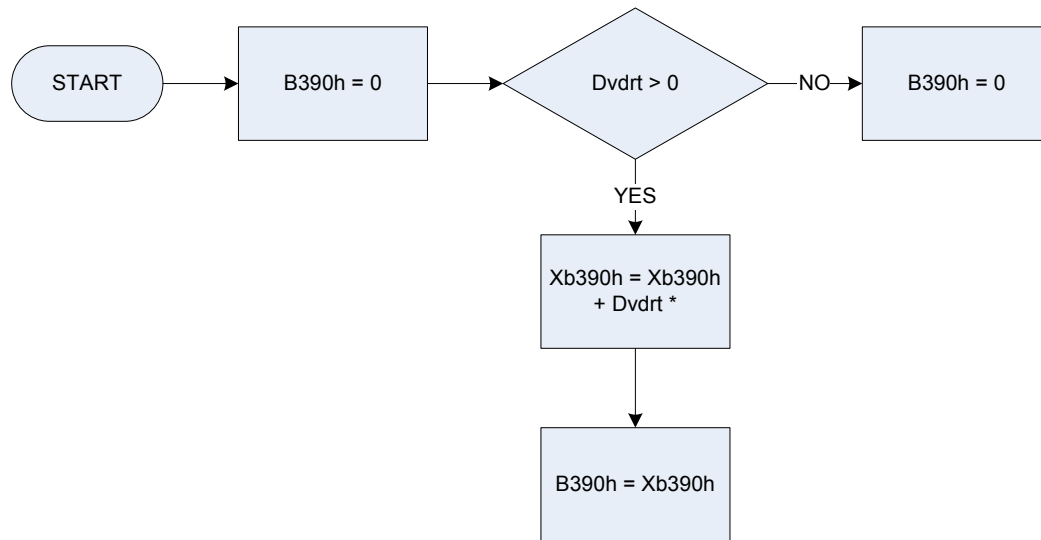 START
B390h = 0
Dvdrt > 0
NO
B390h = 0
YES
Xb390h = Xb390h
+ Dvdrt *
B390h = Xb390h